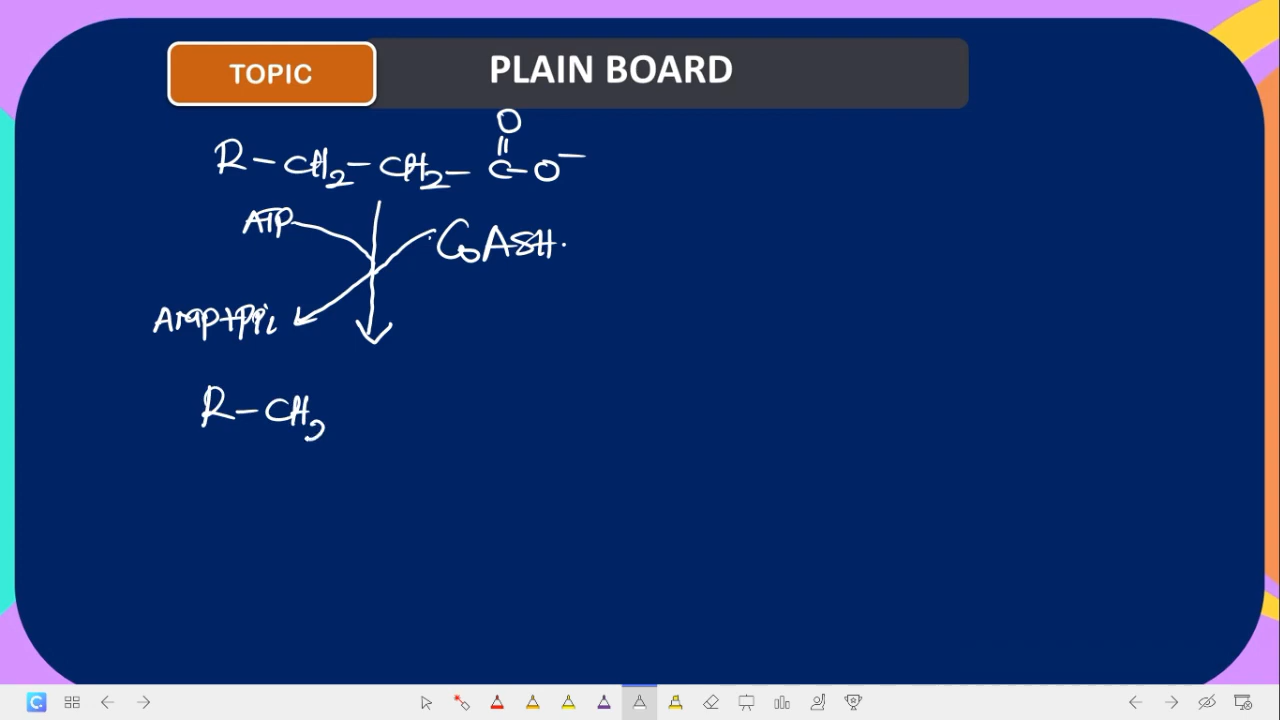 TOPIC PLAIN BOARD
O
R-CH2-CH2-C-O-
ATP
CoASH.
Amp+PPi
R-CH2